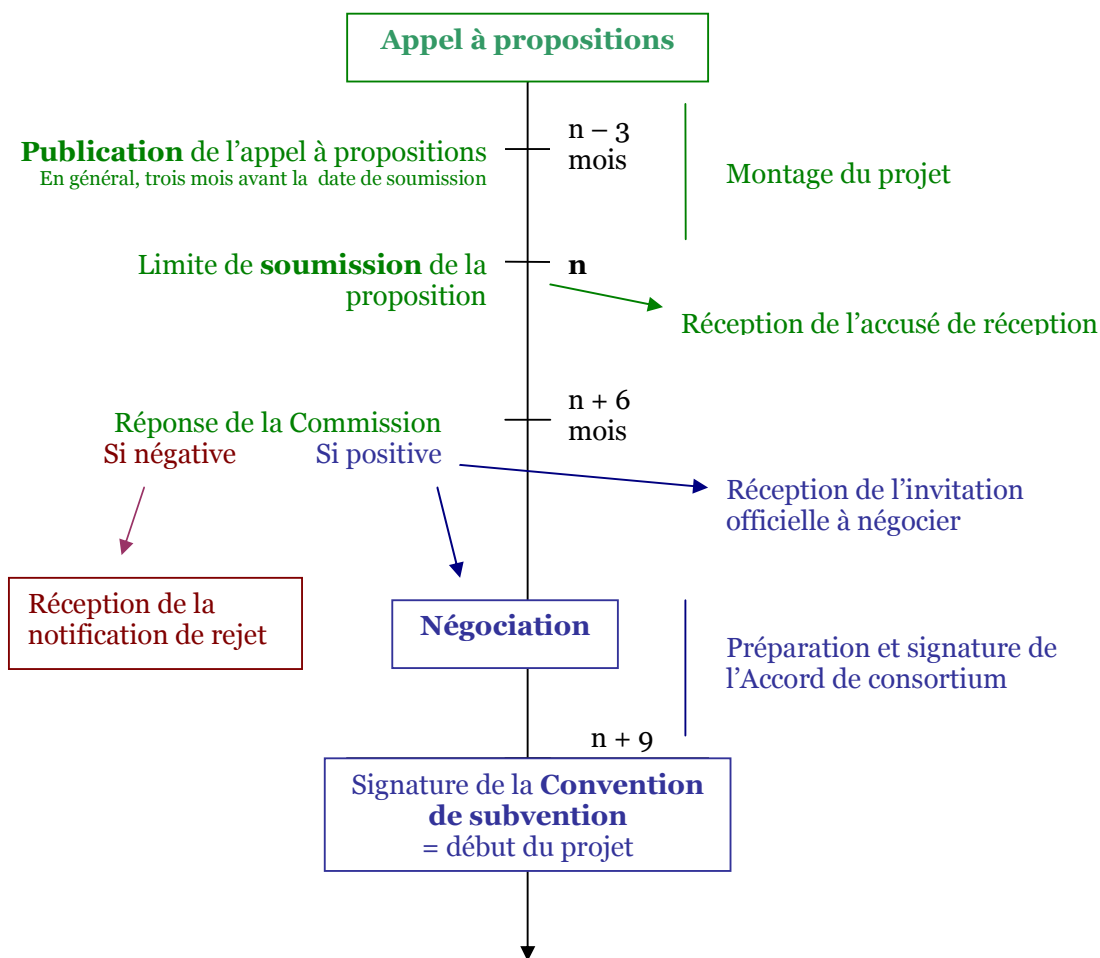 Appel à propositions
n – 3
mois
Publication de l'appel à propositions
En général, trois mois avant la date de soumission
Montage du projet
Limite de soumission de la
proposition
n
Réception de l'accusé de réception
n + 6
mois
Réponse de la Commission
Si négative
Si positive
Réception de l'invitation
officielle à négocier
Réception de la
notification de rejet
Négociation
Préparation et signature de
l'Accord de consortium
n + 9
Signature de la Convention
de subvention
= début du projet